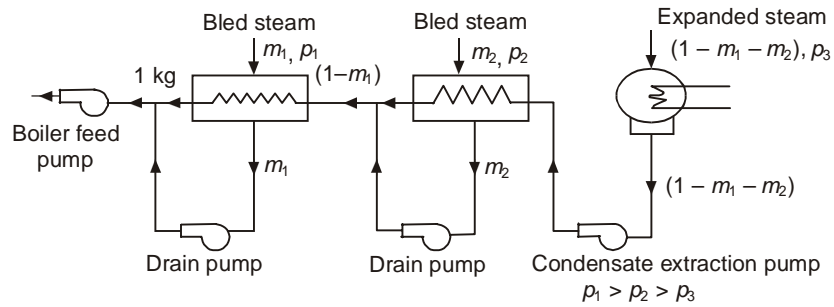 Bled steam
Bled steam
Expanded steam
m₁, p₁
m₂, p₂
(1 – m₁ – m₂), p₃
1 kg
(1–m₁)
Boiler feed
pump
m₁
m₂
(1 – m₁ – m₂)
Drain pump
Drain pump
Condensate extraction pump
p₁ > p₂ > p₃